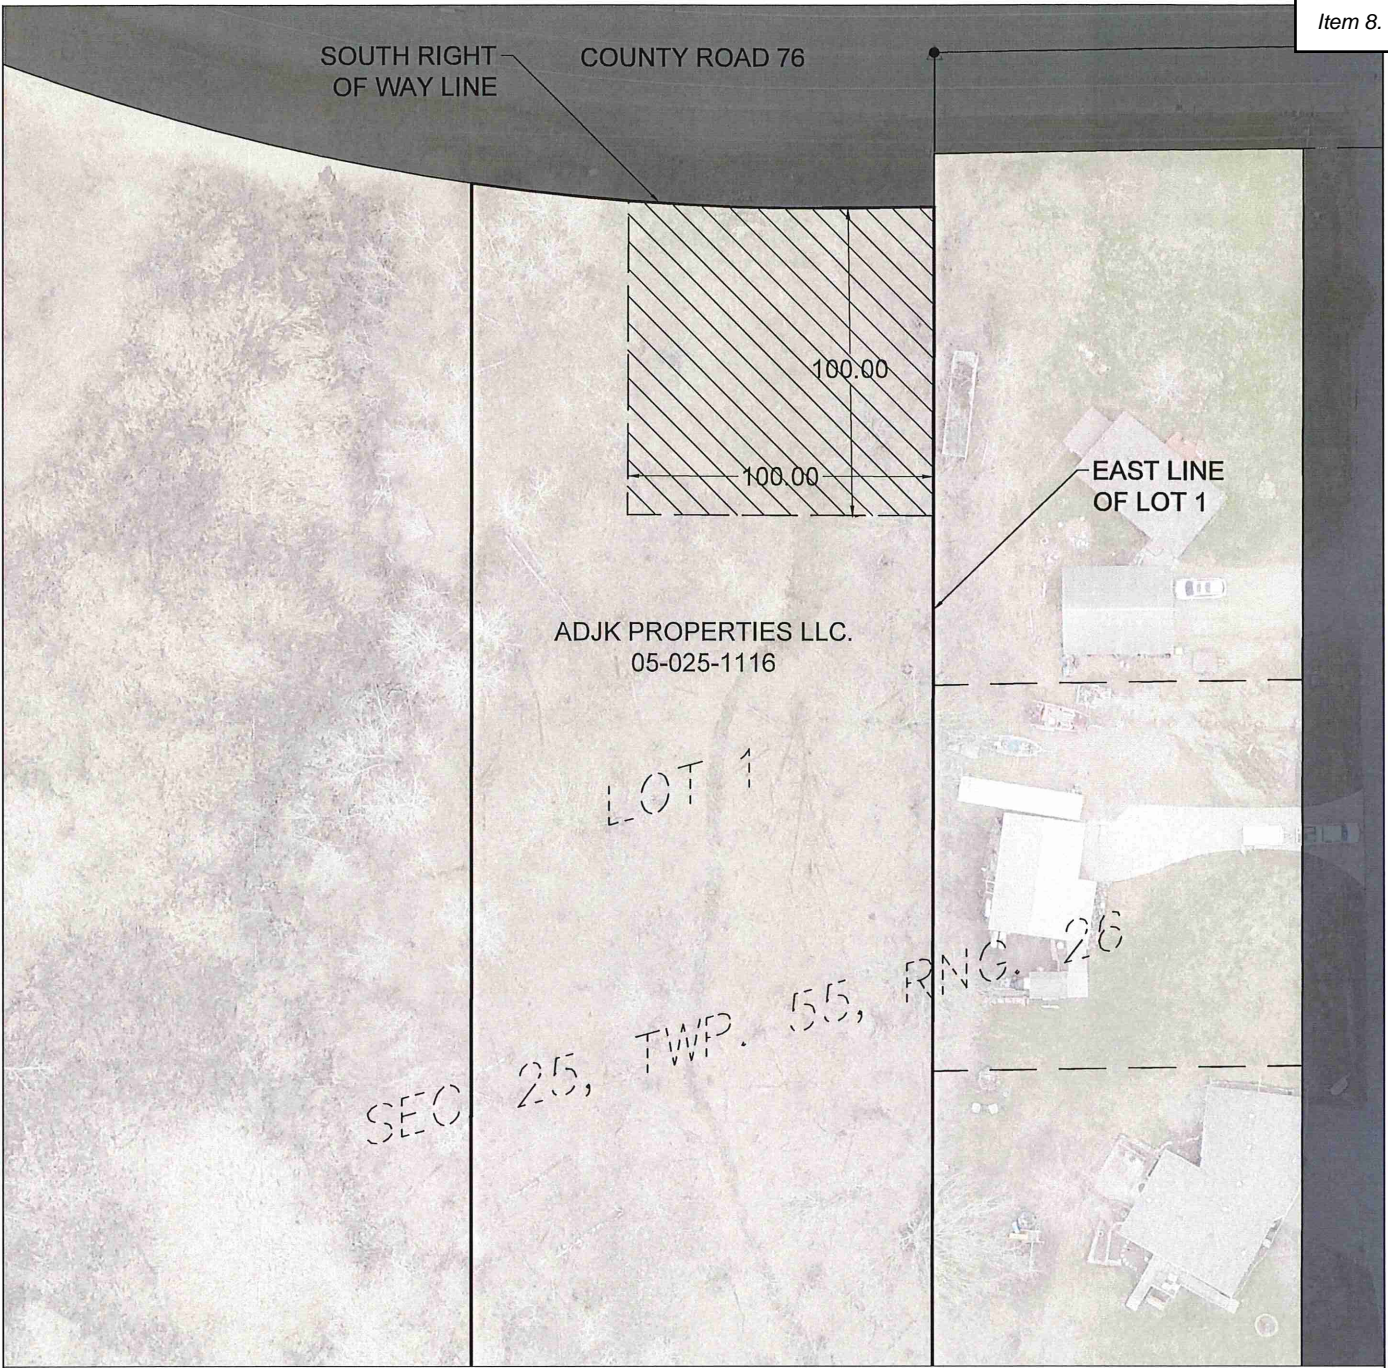 Item 8.
SOUTH RIGHT
OF WAY LINE
COUNTY ROAD 76
100.00
100.00
EAST LINE
OF LOT 1
ADJK PROPERTIES LLC.
05-025-1116
LOT 1
SEC 25, TWP. 55, RNG. 26